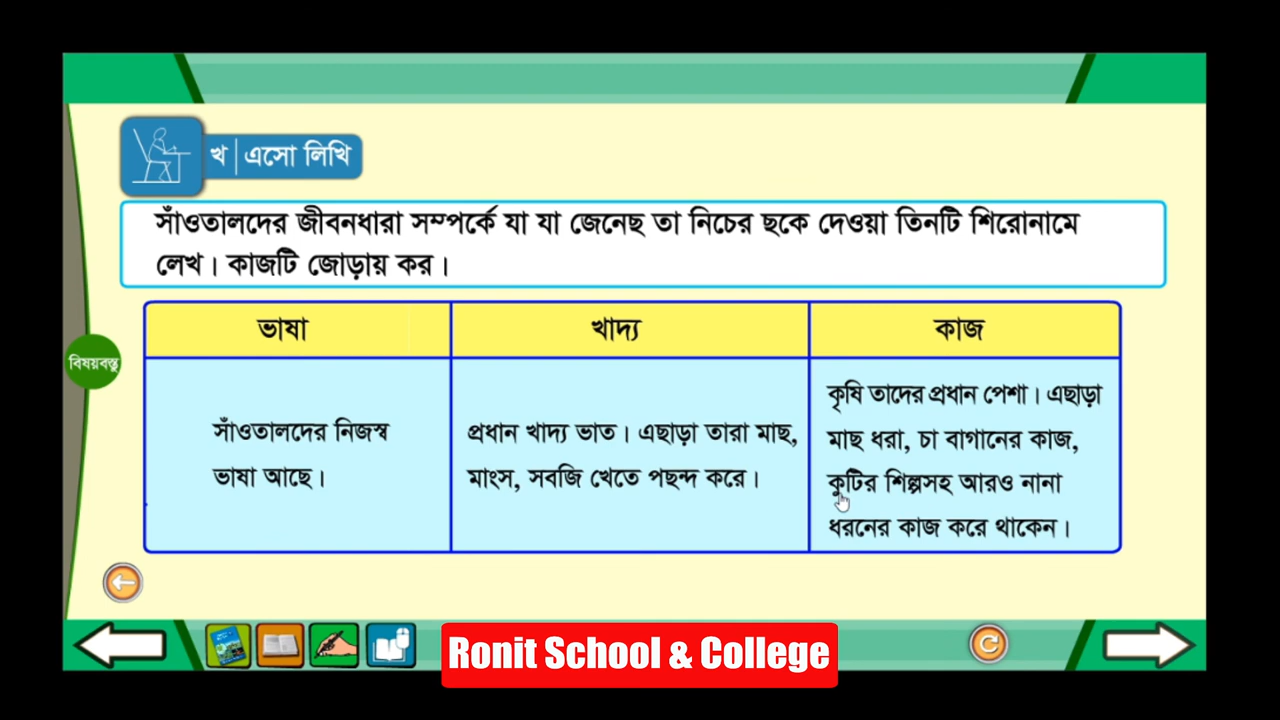 খ | এসো লিখি
সাঁওতালদের জীবনধারা সম্পর্কে যা যা জেনেছ তা নিচের ছকে দেওয়া তিনটি শিরোনামে
লেখ। কাজটি জোড়ায় কর।
ভাষা
খাদ্য
কাজ
সাঁওতালদের নিজস্ব
ভাষা আছে।
প্রধান খাদ্য ভাত। এছাড়া তারা মাছ,
মাংস, সবজি খেতে পছন্দ করে।
কৃষি তাদের প্রধান পেশা। এছাড়া
মাছ ধরা, চা বাগানের কাজ,
কুটির শিল্পসহ আরও নানা
ধরনের কাজ করে থাকেন।
বিষয়বস্তু
Ronit School & College